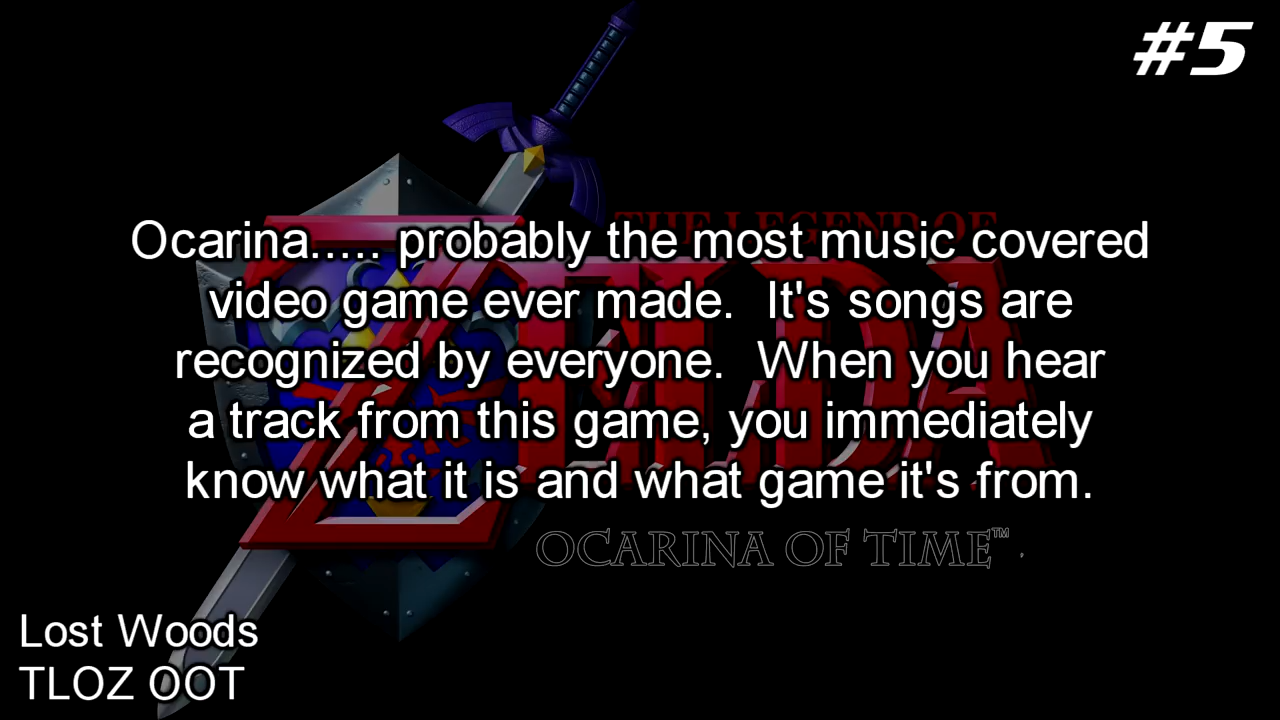 #5
THE LEGEND OF
ZELDA
Ocarina..... probably the most music covered
video game ever made.  It's songs are
recognized by everyone.  When you hear
a track from this game, you immediately
know what it is and what game it's from.
OCARINA OF TIME™
Lost Woods
TLOZ OOT